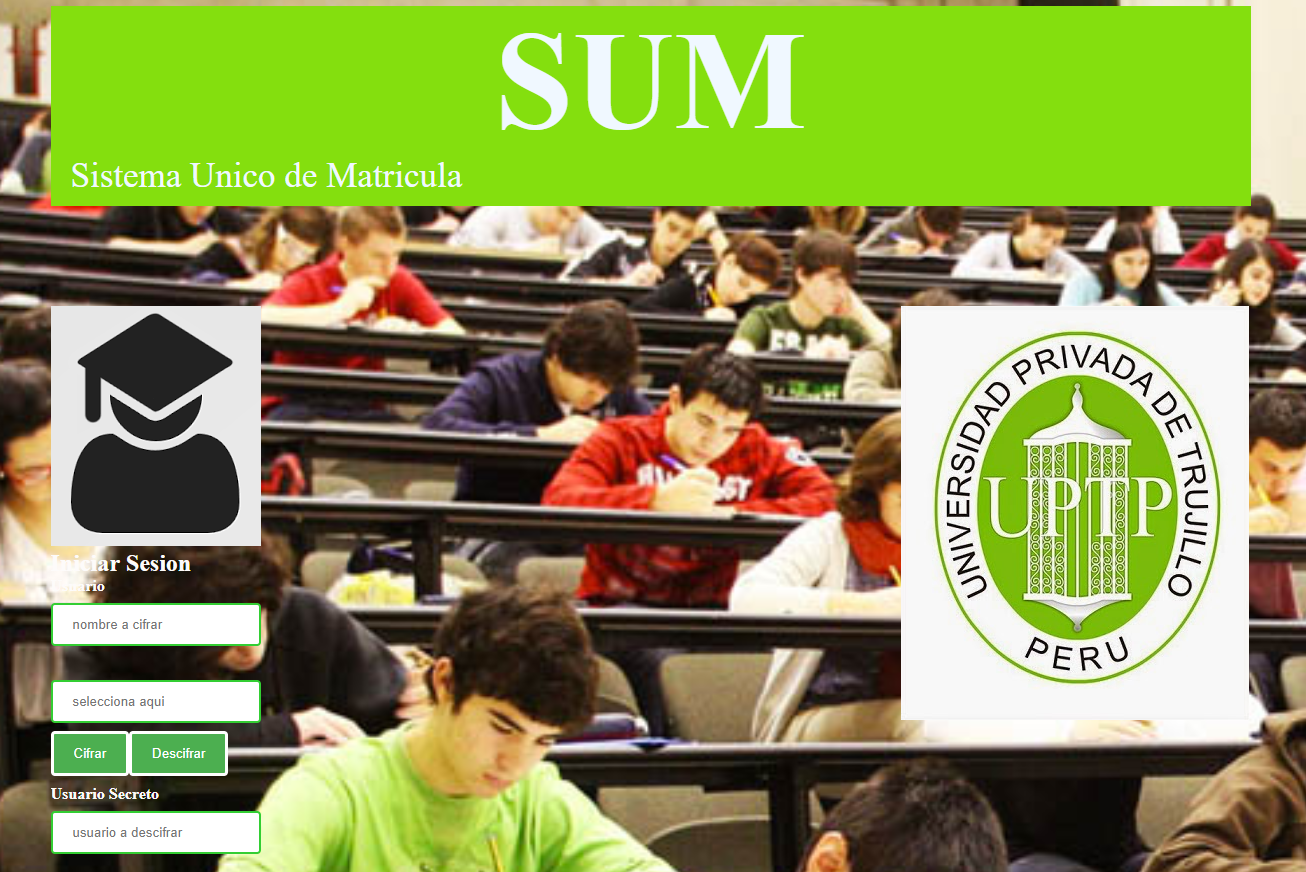 SUM
Sistema Unico de Matricula
UNIVERSIDAD PRIVADA DE TRUJILLO
UPTP
PERU
Iniciar Sesion
Usuario
nombre a cifrar
selecciona aqui
Cifrar
Descifrar
Usuario Secreto
usuario a descifrar